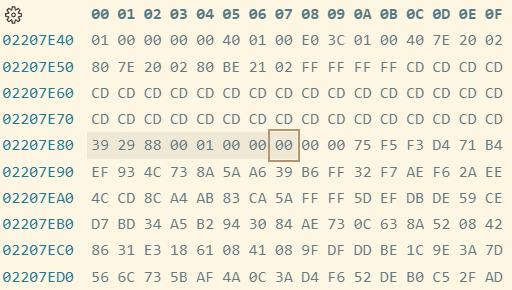 00 01 02 03 04 05 06 07 08 09 0A 0B 0C 0D 0E 0F
02207E40 01 00 00 00 00 40 01 00 E0 3C 01 00 40 7E 20 02
02207E50 80 7E 20 02 80 BE 21 02 FF FF FF FF CD CD CD CD
02207E60 CD CD CD CD CD CD CD CD CD CD CD CD CD CD CD CD
02207E70 CD CD CD CD CD CD CD CD CD CD CD CD CD CD CD CD
02207E80 39 29 88 00 01 00 00 00 00 00 75 F5 F3 D4 71 B4
02207E90 EF 93 4C 73 8A 5A A6 39 B6 FF 32 F7 AE F6 2A EE
02207EA0 4C CD 8C A4 AB 83 CA 5A FF FF 5D EF DB DE 59 CE
02207EB0 D7 BD 34 A5 B2 94 30 84 AE 73 0C 63 8A 52 08 42
02207EC0 86 31 E3 18 61 08 41 08 9F DF DD BE 1C 9E 3A 7D
02207ED0 56 6C 73 5B AF 4A 0C 3A D4 F6 52 DE B0 C5 2F AD